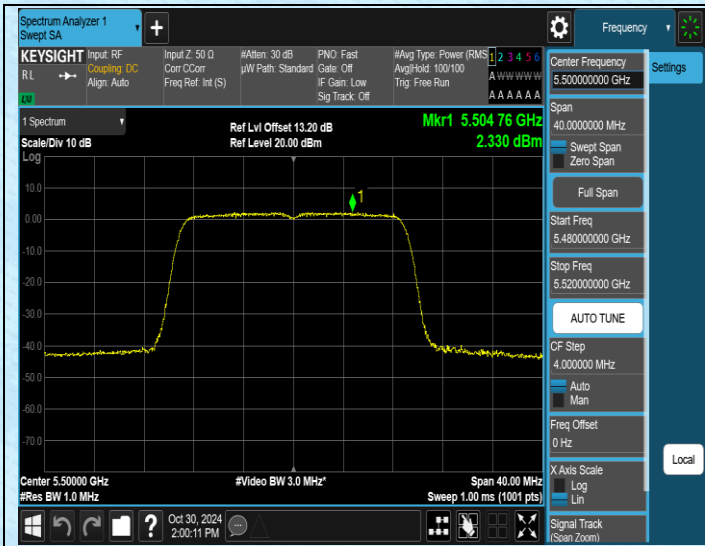 Spectrum Analyzer 1
Swept SA
+
Frequency
KEYSIGHT
Input: RF
Input Z: 50 Ω
#Atten: 30 dB
PNO: Fast
#Avg Type: Power (RMS
1 2 3 4 5 6
RL
Coupling: DC
Corr CCorr
µW Path: Standard
Gate: Off
Avg|Hold: 100/100
A W W W W W
Align: Auto
Freq Ref: Int (S)
IF Gain: Low
Trig: Free Run
Sig Track: Off
A A A A A A
LXI
1 Spectrum
Ref Lvl Offset 13.20 dB
Mkr1 5.504 76 GHz
Scale/Div 10 dB
Ref Level 20.00 dBm
2.330 dBm
Log
1
10.0
0.00
-10.0
-20.0
-30.0
-40.0
-50.0
-60.0
-70.0
Center 5.50000 GHz
#Video BW 3.0 MHz*
Span 40.00 MHz
#Res BW 1.0 MHz
Sweep 1.00 ms (1001 pts)
?
Oct 30, 2024
2:00:11 PM
Center Frequency
5.500000000 GHz
Settings
Span
40.0000000 MHz
Swept Span
Zero Span
Full Span
Start Freq
5.480000000 GHz
Stop Freq
5.520000000 GHz
AUTO TUNE
CF Step
4.000000 MHz
Auto
Man
Freq Offset
0 Hz
X Axis Scale
Log
Lin
Local
Signal Track
(Span Zoom)